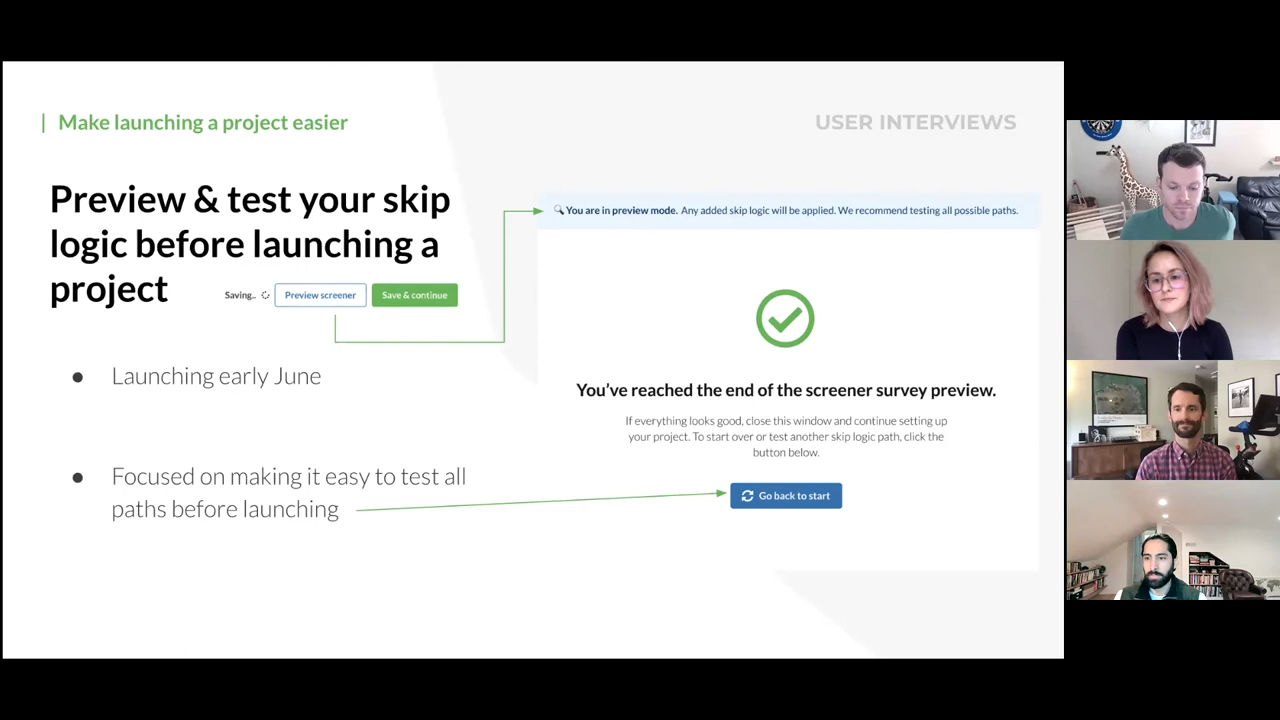 | Make launching a project easier
USER INTERVIEWS
Preview & test your skip
logic before launching a
project
Saving..
Preview screener
Save & continue
● Launching early June
● Focused on making it easy to test all
paths before launching
You are in preview mode. Any added skip logic will be applied. We recommend testing all possible paths.
You’ve reached the end of the screener survey preview.
If everything looks good, close this window and continue setting up
your project. To start over or test another skip logic path, click the
button below.
Go back to start